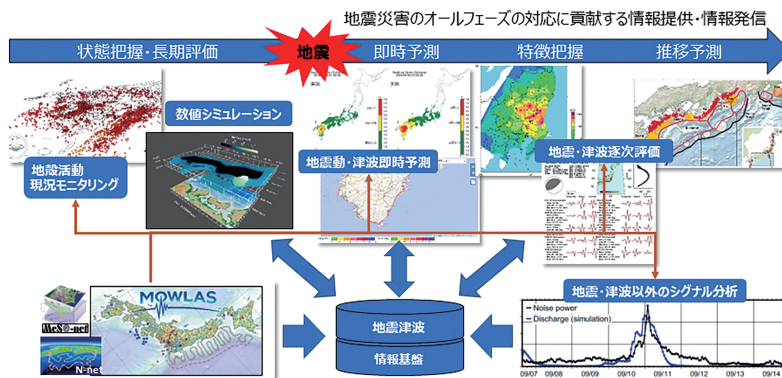 地震災害のオールフェーズの対応に貢献する情報提供・情報発信
状態把握・長期評価
地震
即時予測
特徴把握
推移予測
数値シミュレーション
地殻活動
現況モニタリング
地震動・津波即時予測
地震・津波逐次評価
地震・津波以外のシグナル分析
MeSO-net
N-net
MOWLAS
地震津波
情報基盤
Noise power
Discharge (simulation)
09/07 09/08 09/09 09/10 09/11 09/12 09/13 09/14